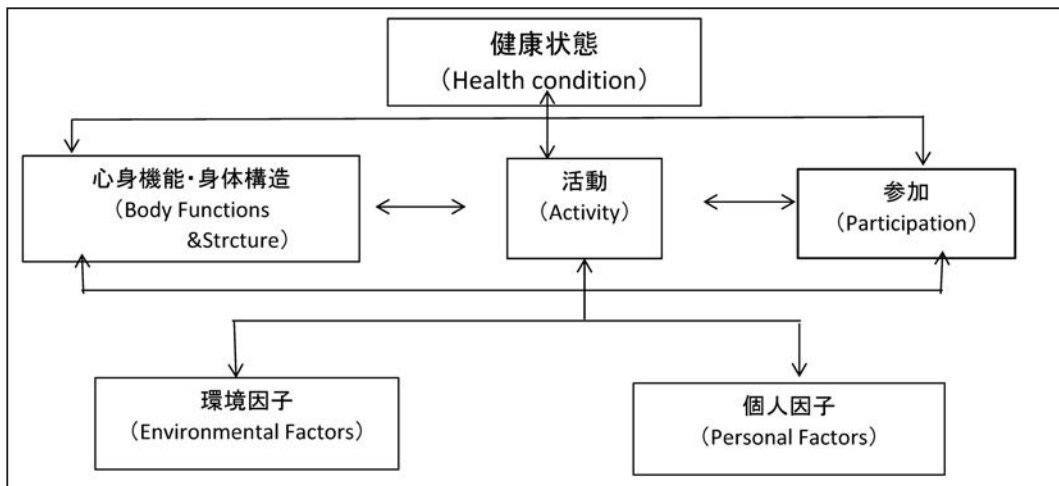 健康状態
（Health condition）
心身機能・身体構造
（Body Functions
&Strcture）
活動
（Activity）
参加
（Participation）
環境因子
（Environmental Factors）
個人因子
（Personal Factors）